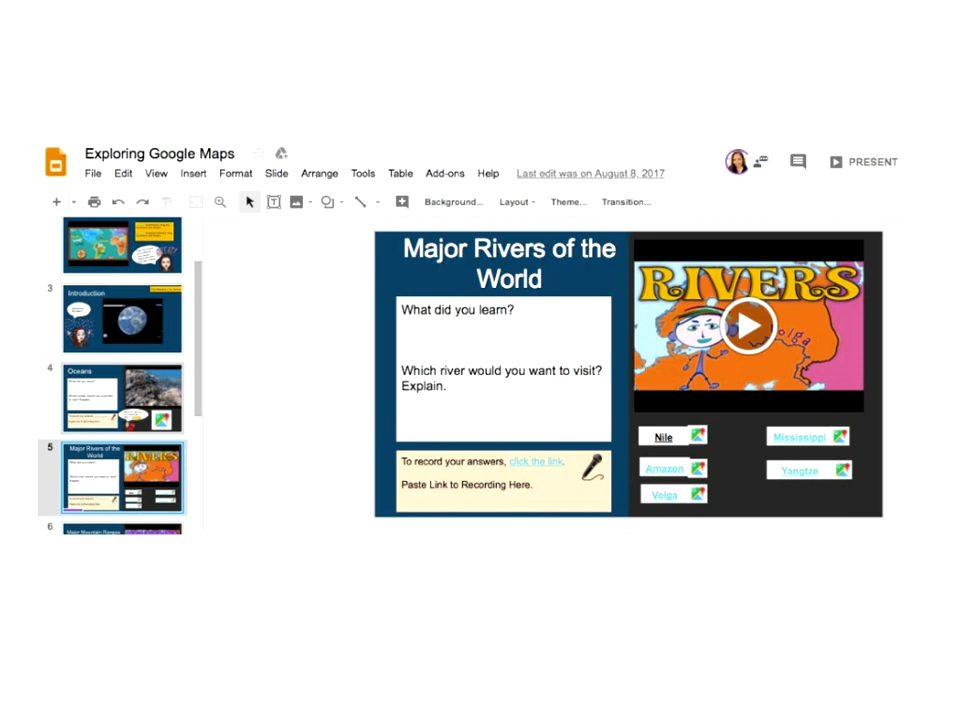 Exploring Google Maps
File Edit View Insert Format Slide Arrange Tools Table Add-ons Help Last edit was on August 8, 2017
PRESENT
Background... Layout Theme... Transition...
3
Introduction
4
Oceans
5
Major Rivers of the
World
6
Major Mountain Ranges
Major Rivers of the
World
What did you learn?
Which river would you want to visit?
Explain.
To record your answers, click the link.
Paste Link to Recording Here.
RIVERS
olga
Nile
Mississippi
Amazon
Yangtze
Volga